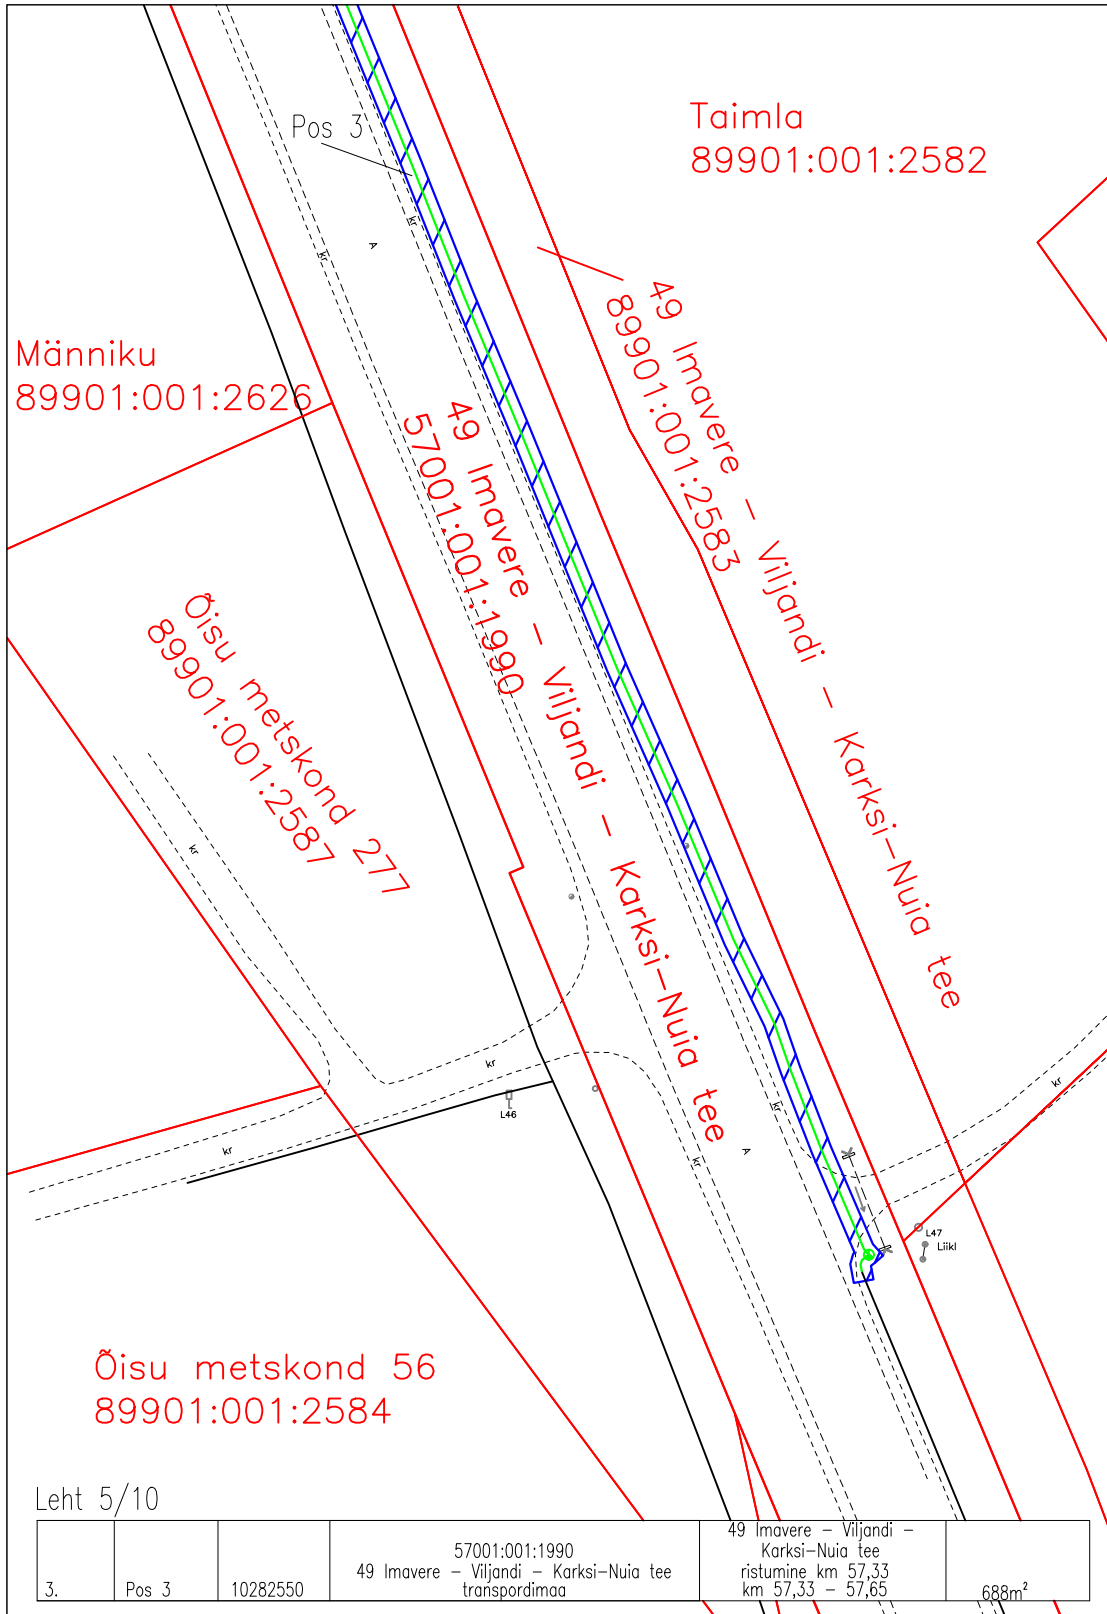 Pos 3
Taimla
89901:001:2582
kr
kr
A
49 Imavere – Viljandi – Karksi–Nuia tee
89901:001:2583
Männiku
89901:001:2626
49 Imavere – Viljandi – Karksi–Nuia tee
57001:001:1990
Õisu metskond 277
89901:001:2587
kr
kr
kr
kr
kr
kr
A
L46
L47
Liikl
Õisu metskond 56
89901:001:2584
Leht 5/10
3.
Pos 3
10282550
57001:001:1990
49 Imavere – Viljandi – Karksi–Nuia tee
transpordimaa
49 Imavere – Viljandi –
Karksi–Nuia tee
ristumine km 57,33
km 57,33 – 57,65
688m²